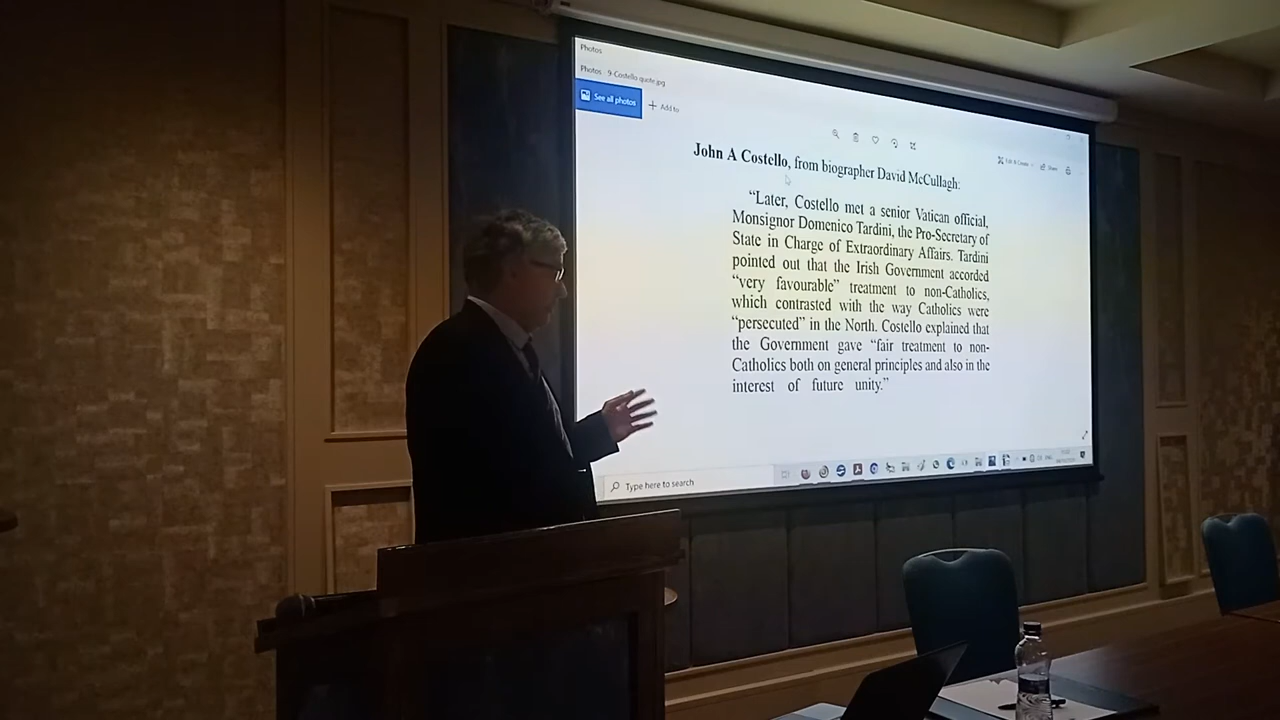 Photos
Photos - 9-Costello quote.jpg
See all photos
Add to
Edit & Create
Share
John A Costello, from biographer David McCullagh:
“Later, Costello met a senior Vatican official,
Monsignor Domenico Tardini, the Pro-Secretary of
State in Charge of Extraordinary Affairs. Tardini
pointed out that the Irish Government accorded
“very favourable” treatment to non-Catholics,
which contrasted with the way Catholics were
“persecuted” in the North. Costello explained that
the Government gave “fair treatment to non-
Catholics both on general principles and also in the
interest of future unity.”
Type here to search